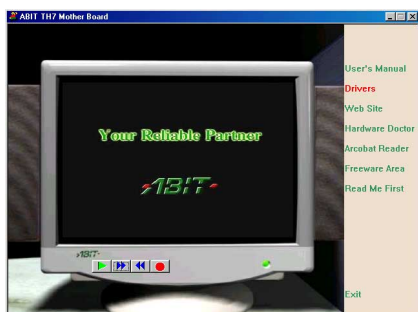 ABIT TH7 Mother Board
Your Reliable Partner
ABIT
ABIT
User's Manual
Drivers
Web Site
Hardware Doctor
Arcobat Reader
Freeware Area
Read Me First
Exit